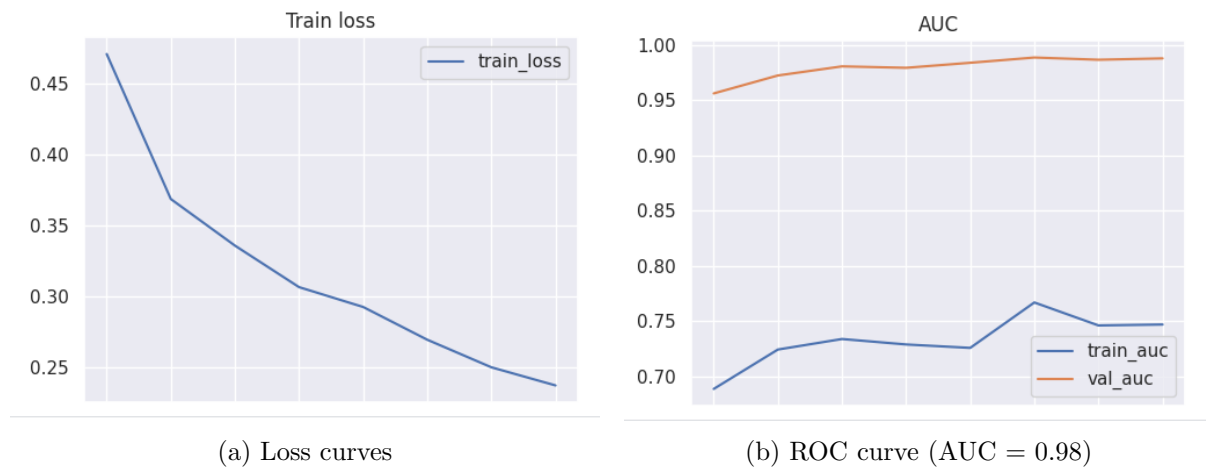 Train loss
train_loss
0.45
0.40
0.35
0.30
0.25
(a) Loss curves
AUC
1.00
0.95
0.90
0.85
0.80
0.75
0.70
train_auc
val_auc
(b) ROC curve (AUC = 0.98)